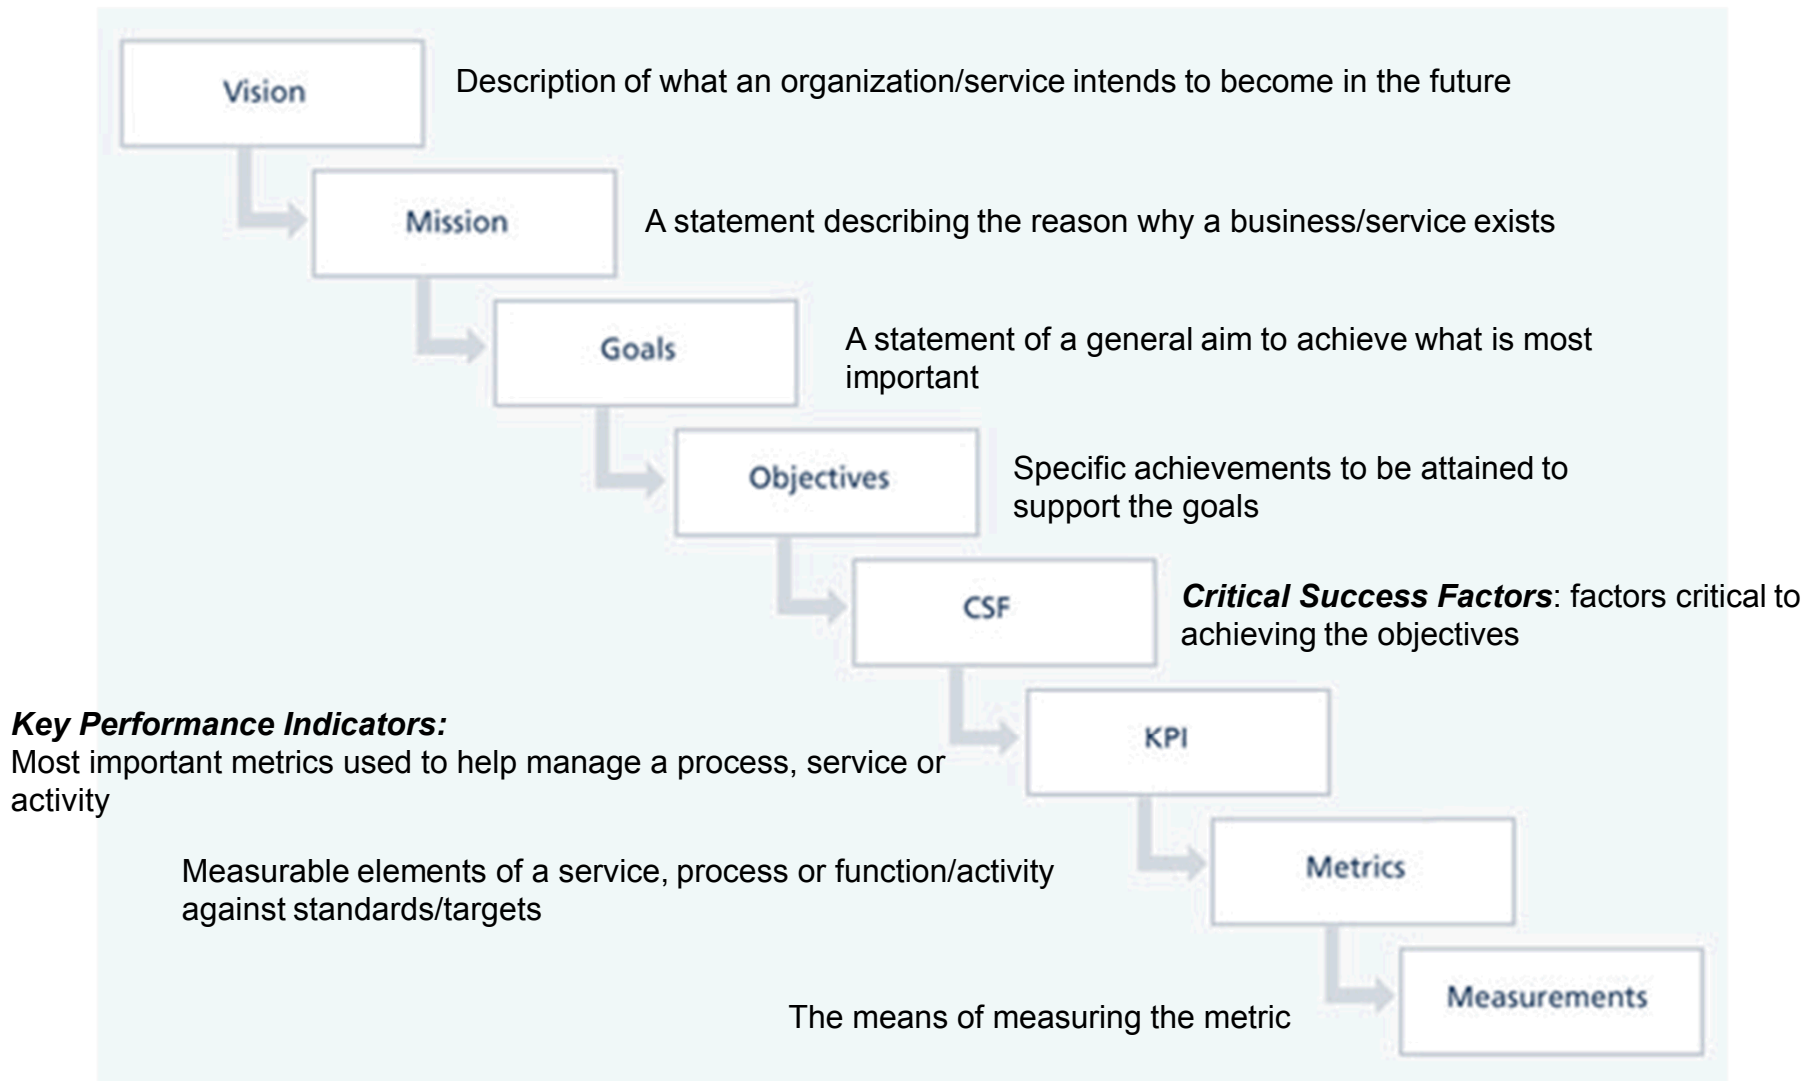 Vision
Description of what an organization/service intends to become in the future
Mission
A statement describing the reason why a business/service exists
Goals
A statement of a general aim to achieve what is most
important
Objectives
Specific achievements to be attained to
support the goals
CSF
Critical Success Factors: factors critical to
achieving the objectives
KPI
Key Performance Indicators:
Most important metrics used to help manage a process, service or
activity
Metrics
Measurable elements of a service, process or function/activity
against standards/targets
Measurements
The means of measuring the metric